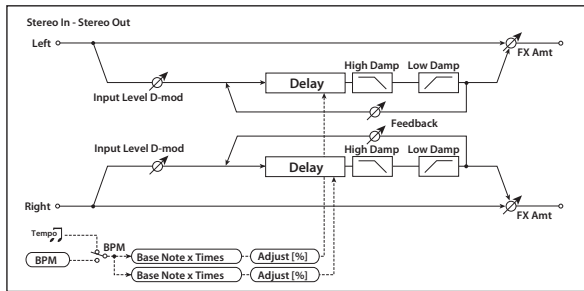 Stereo In - Stereo Out
Left
FX Amt
High Damp Low Damp
Delay
Input Level D-mod
Feedback
Input Level D-mod
High Damp Low Damp
Delay
Right
FX Amt
Tempo
BPM
BPM
Base Note x Times
Adjust [%]
Base Note x Times
Adjust [%]